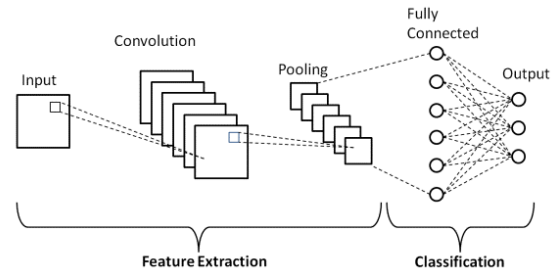 Input
Convolution
Pooling
Fully
Connected
Output
Feature Extraction
Classification